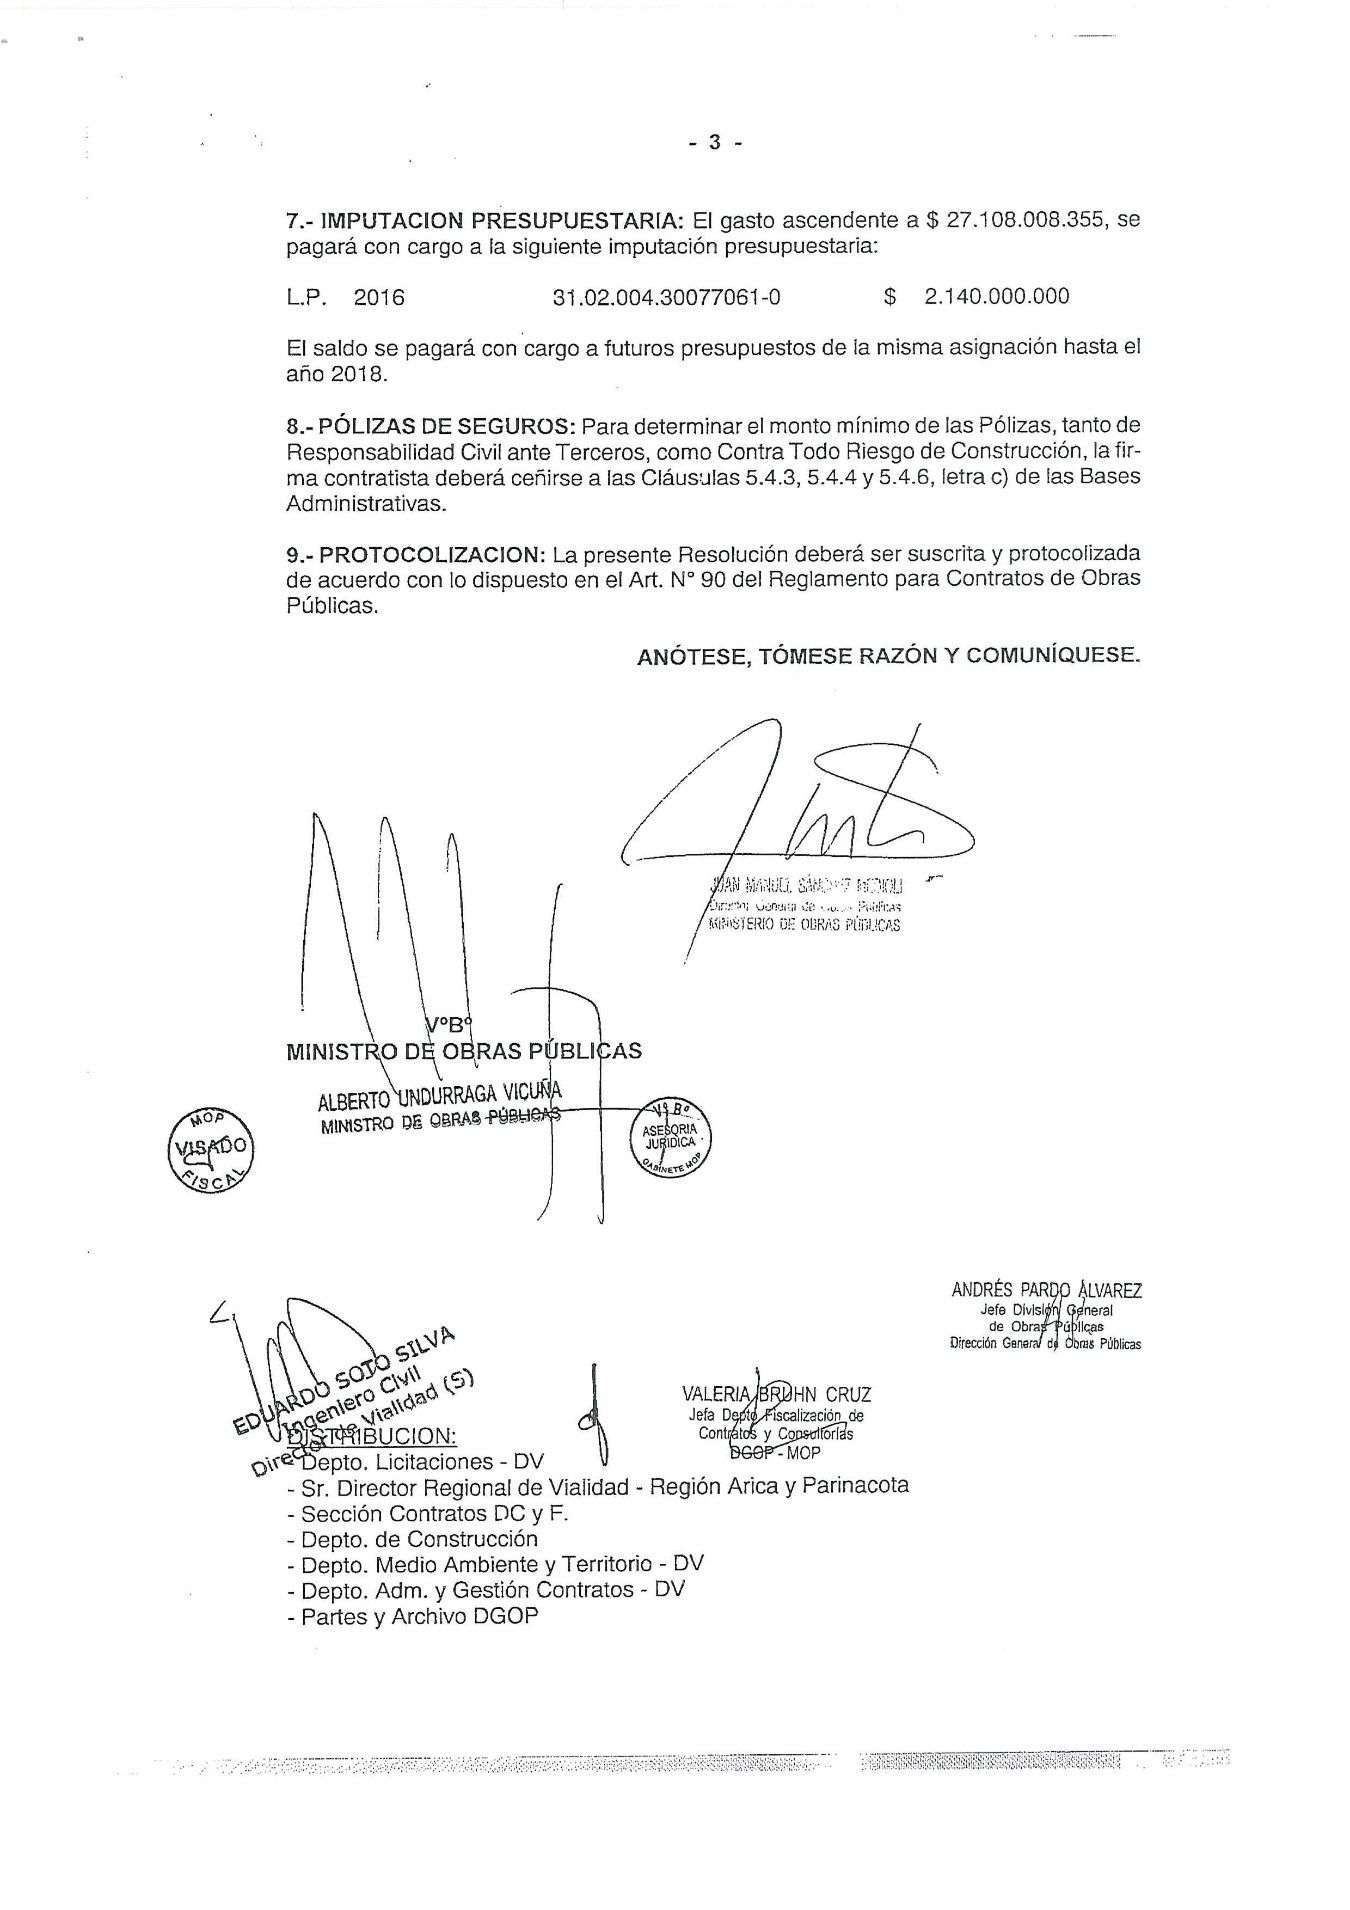 - 3 -
7.- IMPUTACION PRESUPUESTARIA: El gasto ascendente a $ 27.108.008.355, se
pagará con cargo a la siguiente imputación presupuestaria:
L.P. 2016 31.02.004.30077061-0 $ 2.140.000.000
El saldo se pagará con cargo a futuros presupuestos de la misma asignación hasta el
año 2018.
8.- PÓLIZAS DE SEGUROS: Para determinar el monto mínimo de las Pólizas, tanto de
Responsabilidad Civil ante Terceros, como Contra Todo Riesgo de Construcción, la fir-
ma contratista deberá ceñirse a las Cláusulas 5.4.3, 5.4.4 y 5.4.6, letra c) de las Bases
Administrativas.
9.- PROTOCOLIZACION: La presente Resolución deberá ser suscrita y protocolizada
de acuerdo con lo dispuesto en el Art. N° 90 del Reglamento para Contratos de Obras
Públicas.
ANÓTESE, TÓMESE RAZÓN Y COMUNÍQUESE.
JUAN MANUEL SÁNCHEZ
Director General de Públicas
MINISTERIO DE OBRAS PÚBLICAS
V°B°
MINISTRO DE OBRAS PÚBLICAS
ALBERTO UNDURRAGA VICUÑA
MINISTRO DE OBRAS PÚBLICAS
MOP
VISADO
FISCAL
V°B°
ASESORIA
JURIDICA
GABINETE MOP
ANDRÉS PARDO ÁLVAREZ
Jefe División General
de Obras Públicas
Dirección General de Obras Públicas
EDUARDO SOTO SILVA
Ingeniero Civil
Director de Vialidad (S)
VALERIA BRUHN CRUZ
Jefa Depto Fiscalización de
Contratos y Consultorías
DGOP - MOP
DISTRIBUCION:
Depto. Licitaciones - DV
- Sr. Director Regional de Vialidad - Región Arica y Parinacota
- Sección Contratos DC y F.
- Depto. de Construcción
- Depto. Medio Ambiente y Territorio - DV
- Depto. Adm. y Gestión Contratos - DV
- Partes y Archivo DGOP